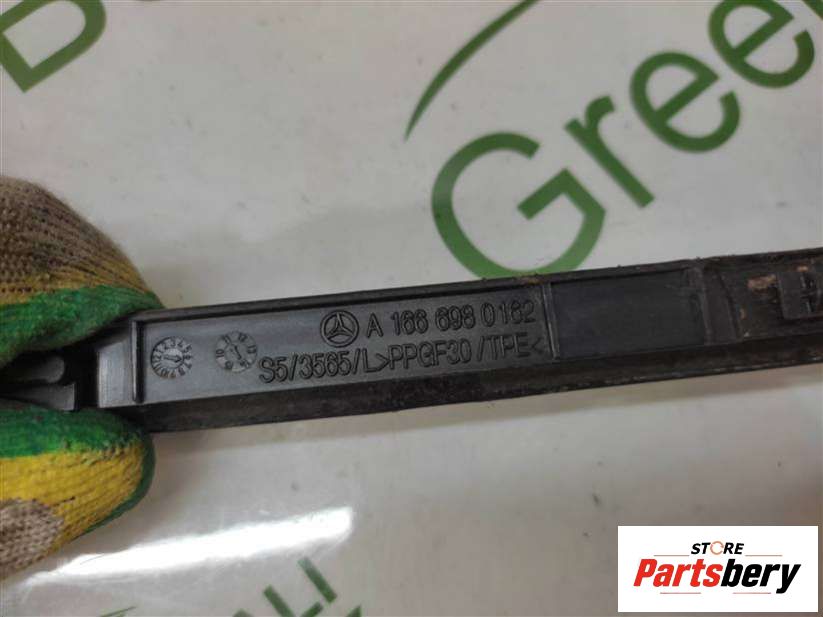 Green
A 166 698 0162
S5/3565/L >PPGF30/TPE<
STORE
Partsbery